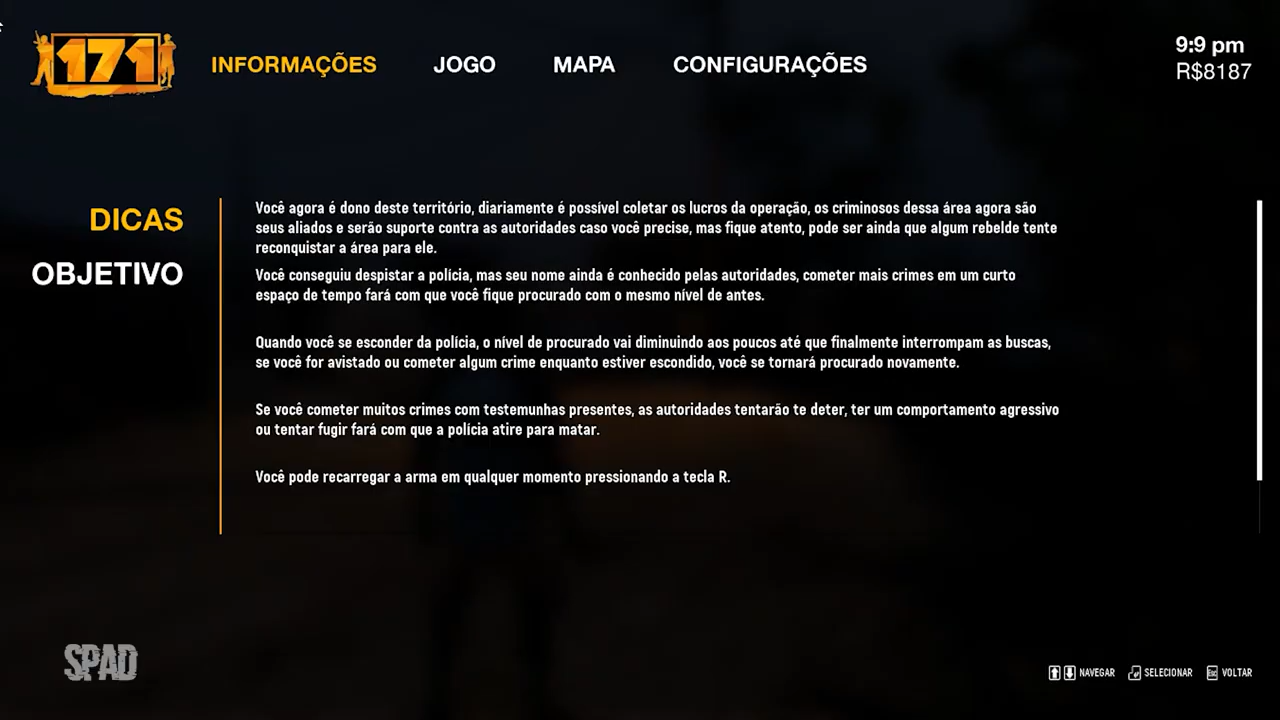 171
INFORMAÇÕES JOGO MAPA CONFIGURAÇÕES
9:9 pm
R$8187
DICAS
OBJETIVO
Você agora é dono deste território, diariamente é possível coletar os lucros da operação, os criminosos dessa área agora são
seus aliados e serão suporte contra as autoridades caso você precise, mas fique atento, pode ser ainda que algum rebelde tente
reconquistar a área para ele.
Você conseguiu despistar a polícia, mas seu nome ainda é conhecido pelas autoridades, cometer mais crimes em um curto
espaço de tempo fará com que você fique procurado com o mesmo nível de antes.
Quando você se esconder da polícia, o nível de procurado vai diminuindo aos poucos até que finalmente interrompam as buscas,
se você for avistado ou cometer algum crime enquanto estiver escondido, você se tornará procurado novamente.
Se você cometer muitos crimes com testemunhas presentes, as autoridades tentarão te deter, ter um comportamento agressivo
ou tentar fugir fará com que a polícia atire para matar.
Você pode recarregar a arma em qualquer momento pressionando a tecla R.
SPAD
NAVEGAR SELECIONAR Esc VOLTAR